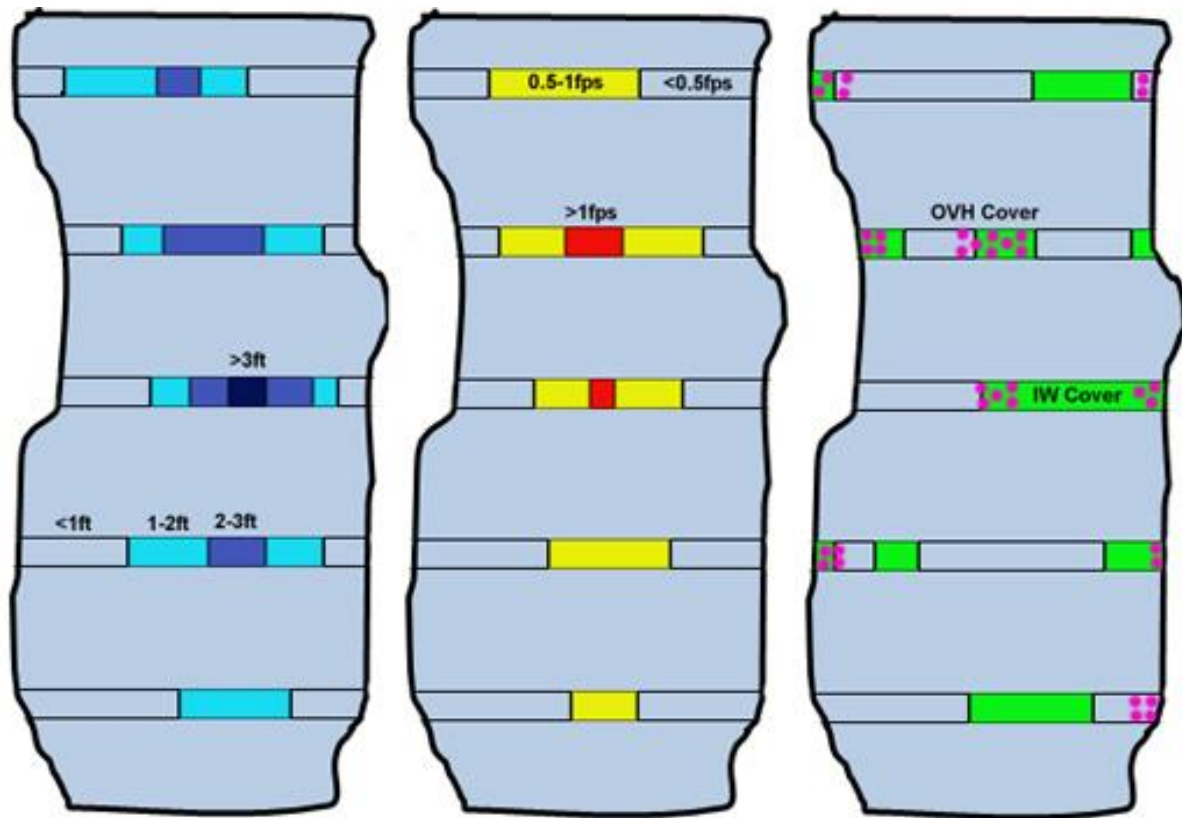 0.5-1fps
<0.5fps
>1fps
OVH Cover
>3ft
IW Cover
<1ft
1-2ft
2-3ft